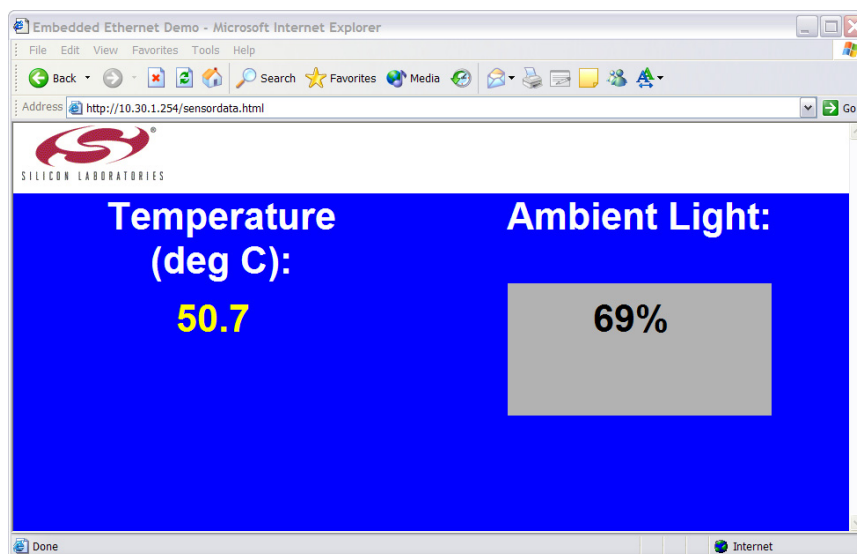 Embedded Ethernet Demo - Microsoft Internet Explorer
File Edit View Favorites Tools Help
Back Search Favorites Media
Address http://10.30.1.254/sensordata.html Go
®
SILICON LABORATORIES
Temperature
(deg C):
50.7
Ambient Light:
69%
Done Internet